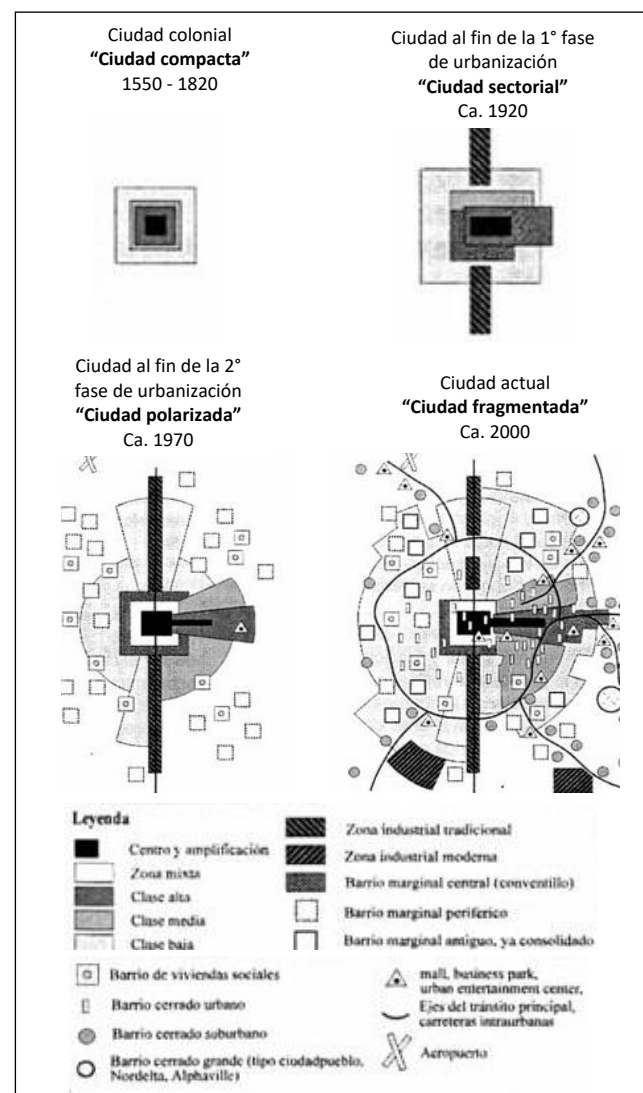 Ciudad colonial
“Ciudad compacta”
1550 - 1820
Ciudad al fin de la 1° fase
de urbanización
“Ciudad sectorial”
Ca. 1920
Ciudad al fin de la 2°
fase de urbanización
“Ciudad polarizada”
Ca. 1970
Ciudad actual
“Ciudad fragmentada”
Ca. 2000
Leyenda
Centro y amplificación
Zona mixta
Clase alta
Clase media
Clase baja
Zona industrial tradicional
Zona industrial moderna
Barrio marginal central (conventillo)
Barrio marginal periferico
Barrio marginal antiguo, ya consolidado
Barrio de viviendas sociales
Barrio cerrado urbano
Barrio cerrado suburbano
Barrio cerrado grande (tipo ciudadpueblo,
Nordelta, Alphaville)
mall, business park,
urban entertainment center,
Ejes del tránsito principal,
carreteras intraurbanas
Aeropuerto